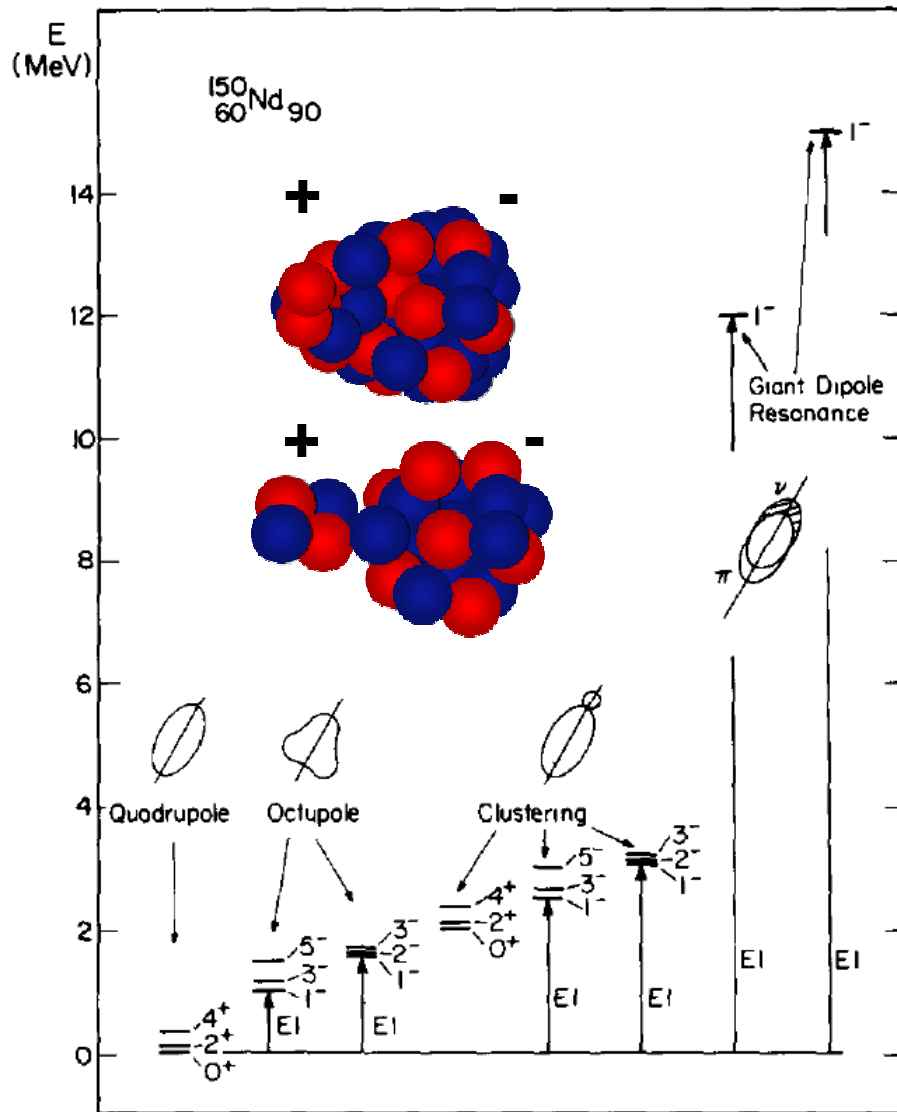 E
(MeV)
150
60Nd90
+ -
1-
14
12
1-
Giant Dipole
Resonance
10
+ -
ν
8
π
6
Quadrupole
Octupole
Clustering
4
5-
3-
1-
3-
2-
1-
4+
2+
0+
2
5-
3-
1-
3-
2-
1-
E1
E1
E1
E1
E1
E1
4+
2+
0+
0